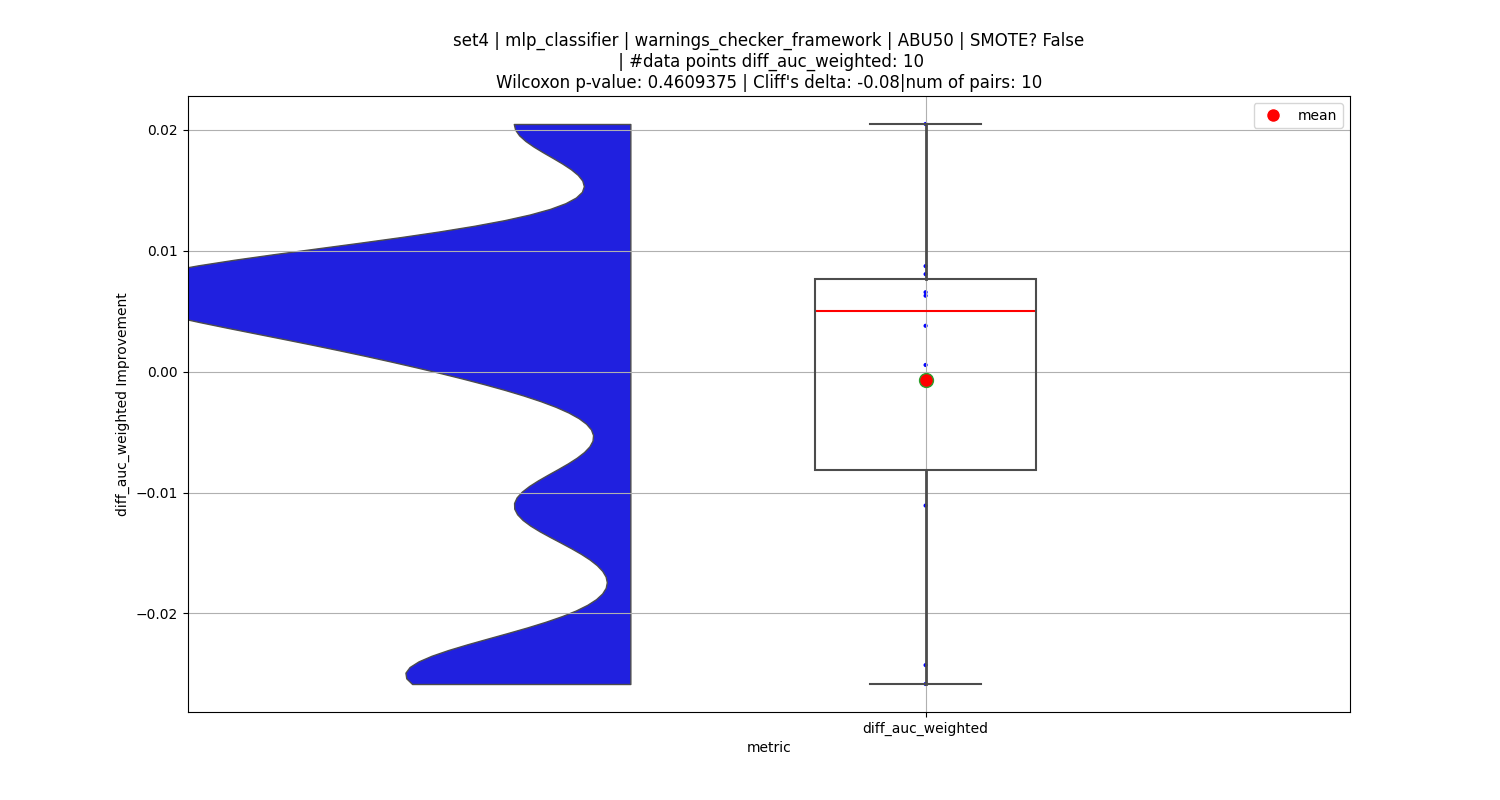 set4 | mlp_classifier | warnings_checker_framework | ABU50 | SMOTE? False
| #data points diff_auc_weighted: 10
Wilcoxon p-value: 0.4609375 | Cliff's delta: -0.08|num of pairs: 10
mean
0.02
0.01
0.00
−0.01
−0.02
diff_auc_weighted Improvement
diff_auc_weighted
metric